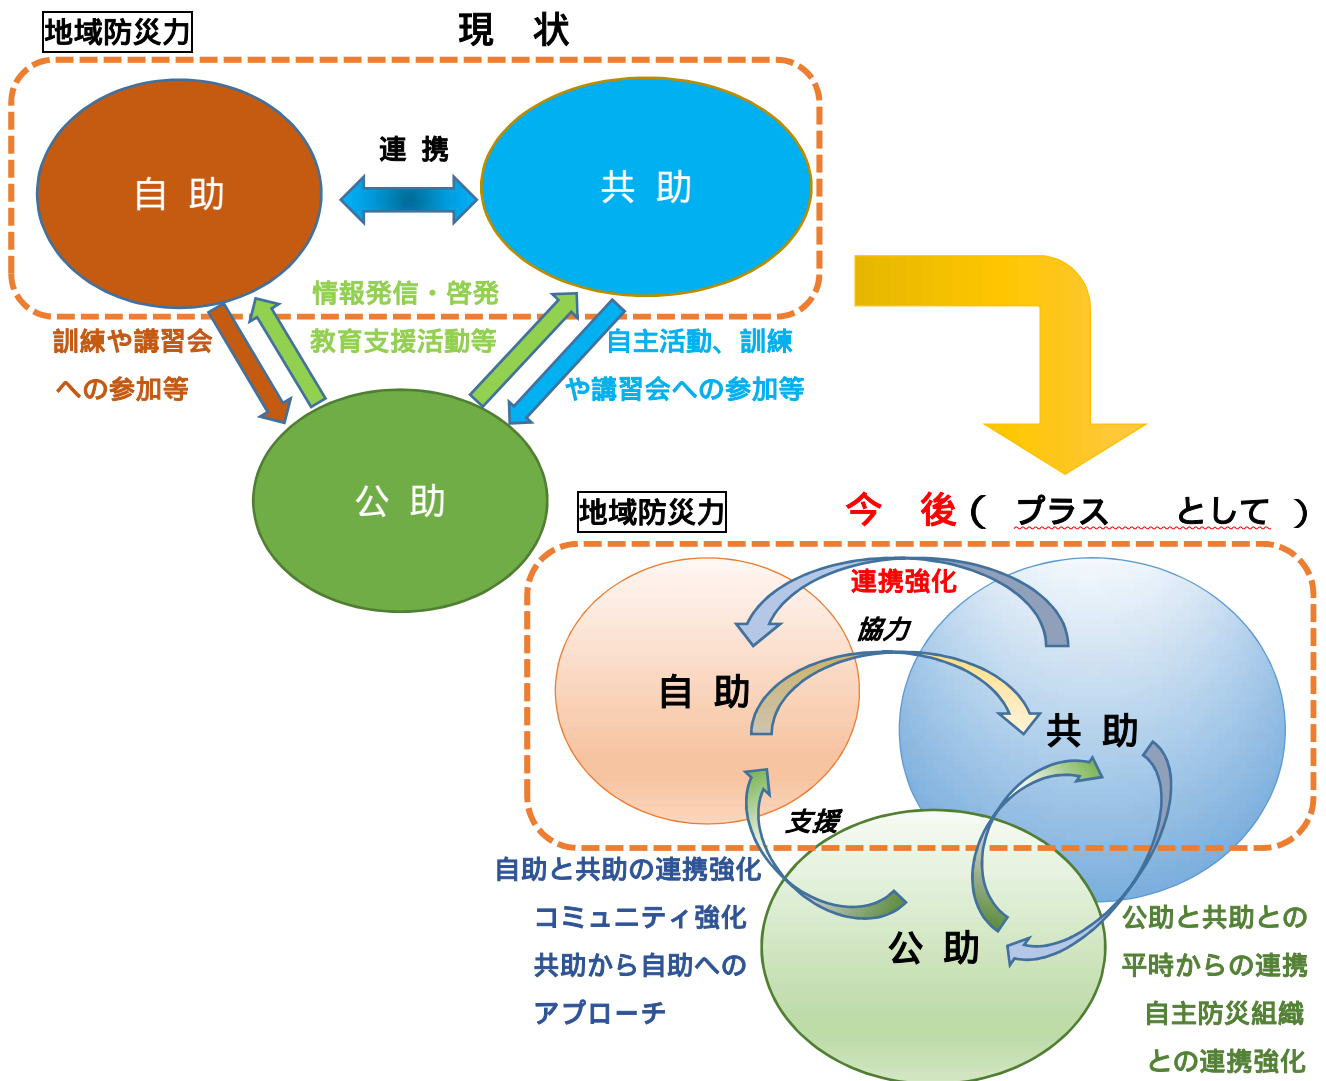 地域防災力
現　状
連 携
自 助
共 助
情報発信・啓発
教育支援活動等
訓練や講習会
への参加等
自主活動、訓練
や講習会への参加等
公 助
地域防災力
今　後（　プラス　　として　）
連携強化
協力
自 助
共 助
支援
自助と共助の連携強化
コミュニティ強化
共助から自助への
アプローチ
公 助
公助と共助との
平時からの連携
自主防災組織
との連携強化